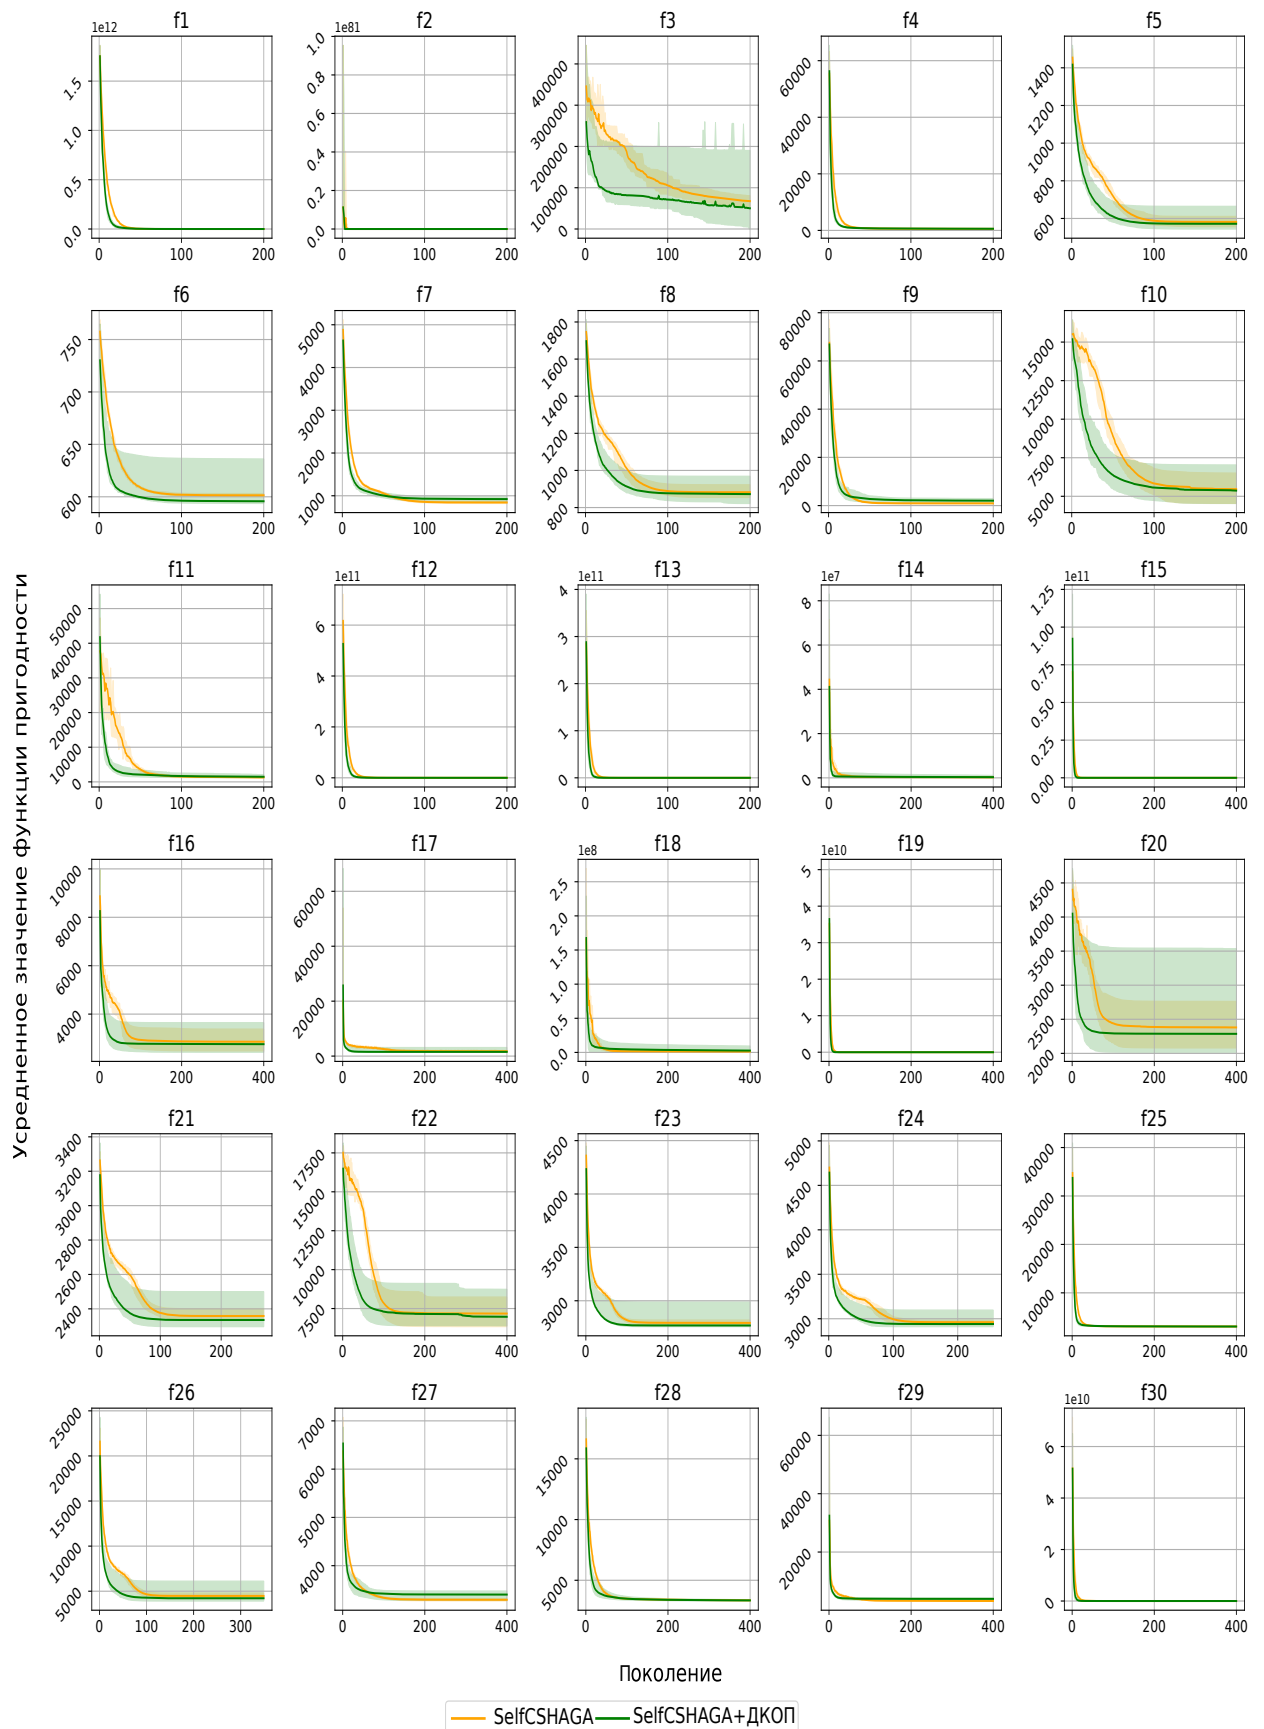 Усредненное значение функции пригодности
1e12 f1
1.5
1.0
0.5
0.0
0 100 200
1e81 f2
1.0
0.8
0.6
0.4
0.2
0.0
0 100 200
f3
400000
300000
200000
100000
0
0 100 200
f4
60000
40000
20000
0
0 100 200
f5
1400
1200
1000
800
600
0 100 200
f6
750
700
650
600
0 100 200
f7
5000
4000
3000
2000
1000
0 100 200
f8
1800
1600
1400
1200
1000
800
0 100 200
f9
80000
60000
40000
20000
0
0 100 200
f10
15000
12500
10000
7500
5000
0 100 200
f11
50000
40000
30000
20000
10000
0
0 100 200
1e11 f12
6
4
2
0
0 100 200
1e11 f13
4
3
2
1
0
0 100 200
1e7 f14
8
6
4
2
0
0 200 400
1e11 f15
1.25
1.00
0.75
0.50
0.25
0.00
0 200 400
f16
10000
8000
6000
4000
0 200 400
f17
60000
40000
20000
0
0 200 400
1e8 f18
2.5
2.0
1.5
1.0
0.5
0.0
0 200 400
1e10 f19
5
4
3
2
1
0
0 200 400
f20
4500
4000
3500
3000
2500
2000
0 200 400
f21
3400
3200
3000
2800
2600
2400
0 100 200
f22
17500
15000
12500
10000
7500
0 200 400
f23
4500
4000
3500
3000
0 200 400
f24
5000
4500
4000
3500
3000
0 100 200
f25
40000
30000
20000
10000
0 200 400
f26
25000
20000
15000
10000
5000
0 100 200 300
f27
7000
6000
5000
4000
0 200 400
f28
15000
10000
5000
0 200 400
f29
60000
40000
20000
0 200 400
1e10 f30
6
4
2
0
0 200 400
Поколение
SelfCSHAGA SelfCSHAGA+ДКОП